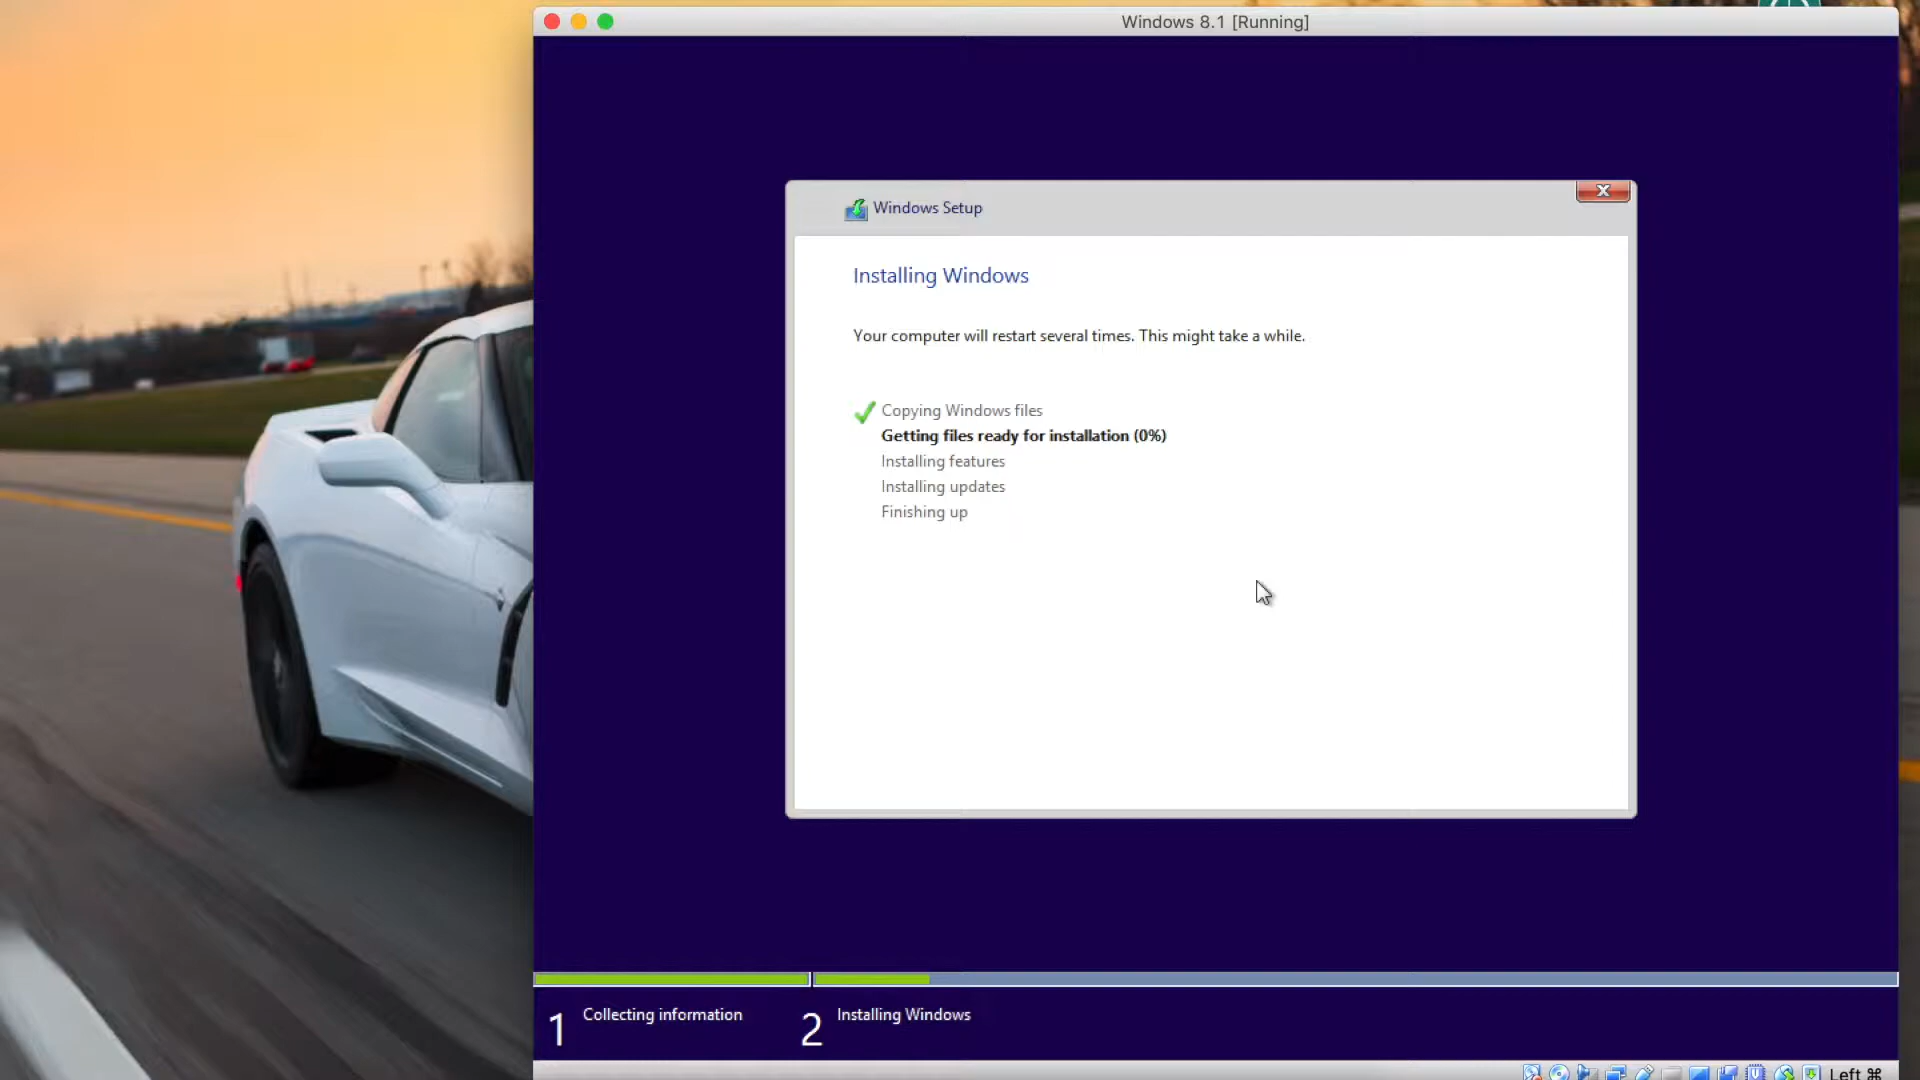 Windows 8.1 [Running]
Windows Setup
Installing Windows
Your computer will restart several times. This might take a while.
Copying Windows files
Getting files ready for installation (0%)
Installing features
Installing updates
Finishing up
1 Collecting information
2 Installing Windows
Left ⌘